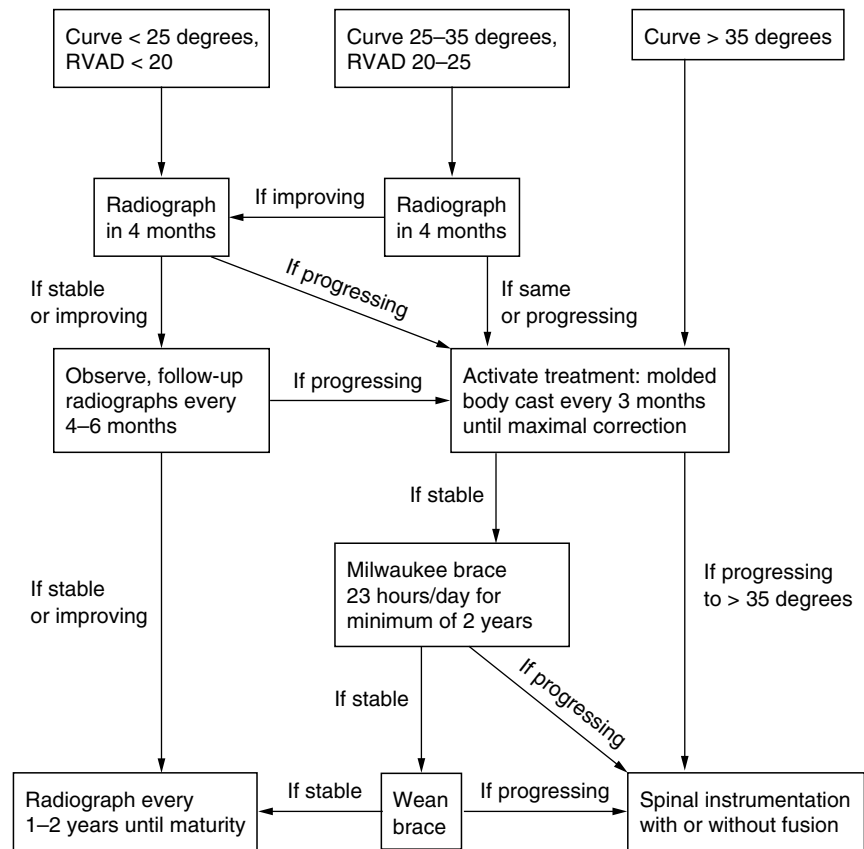 Curve < 25 degrees,
RVAD < 20
Curve 25–35 degrees,
RVAD 20–25
Curve > 35 degrees
Radiograph
in 4 months
If improving
Radiograph
in 4 months
If stable
or improving
If progressing
If same
or progressing
Observe, follow-up
radiographs every
4–6 months
If progressing
Activate treatment: molded
body cast every 3 months
until maximal correction
If stable
If stable
or improving
Milwaukee brace
23 hours/day for
minimum of 2 years
If progressing
to > 35 degrees
If stable
If progressing
Radiograph every
1–2 years until maturity
If stable
Wean
brace
If progressing
Spinal instrumentation
with or without fusion